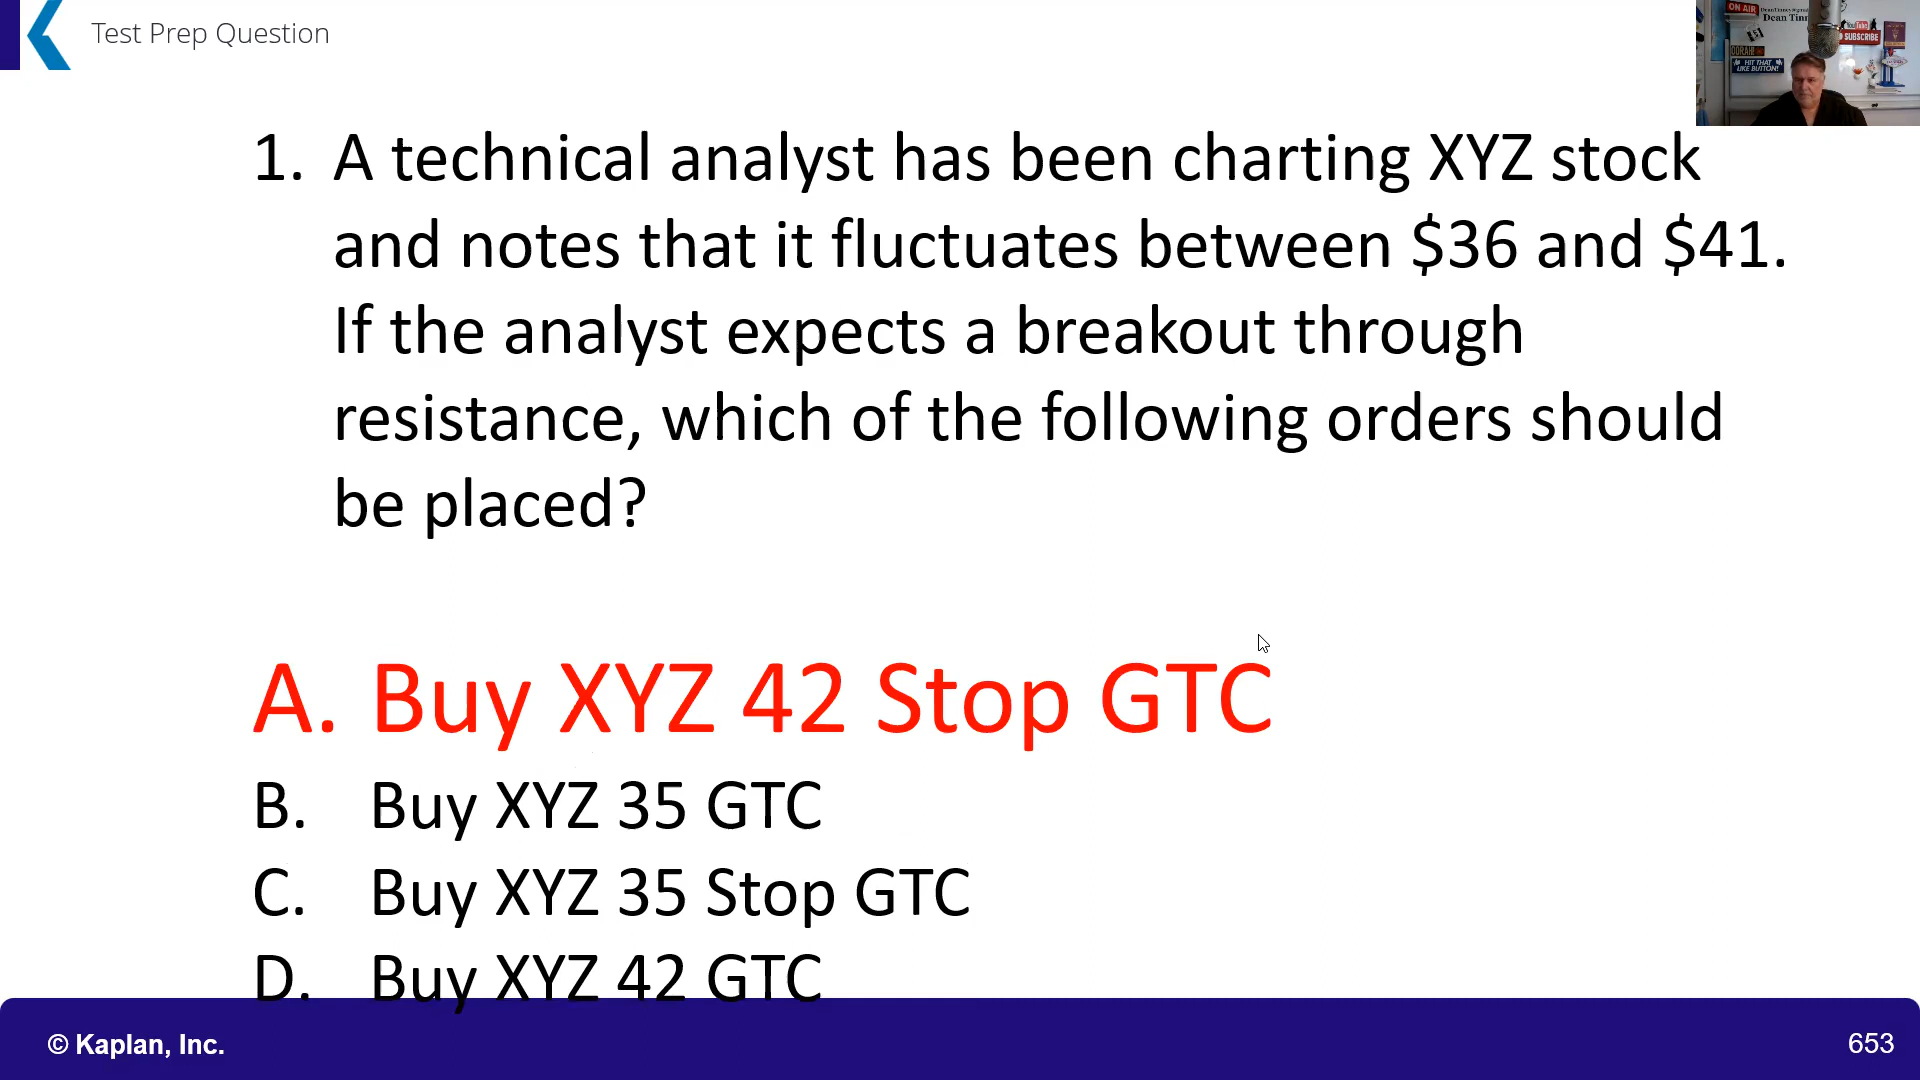 Test Prep Question
ON AIR
Dean Tinn
YouTube
SUBSCRIBE
HIT THAT
LIKE BUTTON!
1. A technical analyst has been charting XYZ stock
and notes that it fluctuates between $36 and $41.
If the analyst expects a breakout through
resistance, which of the following orders should
be placed?
A. Buy XYZ 42 Stop GTC
B. Buy XYZ 35 GTC
C. Buy XYZ 35 Stop GTC
D. Buy XYZ 42 GTC
© Kaplan, Inc.
653